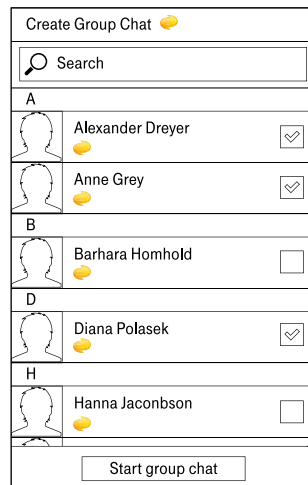 Create Group Chat
Search
A
Alexander Dreyer
Anne Grey
B
Barhara Homhold
D
Diana Polasek
H
Hanna Jaconbson
Start group chat